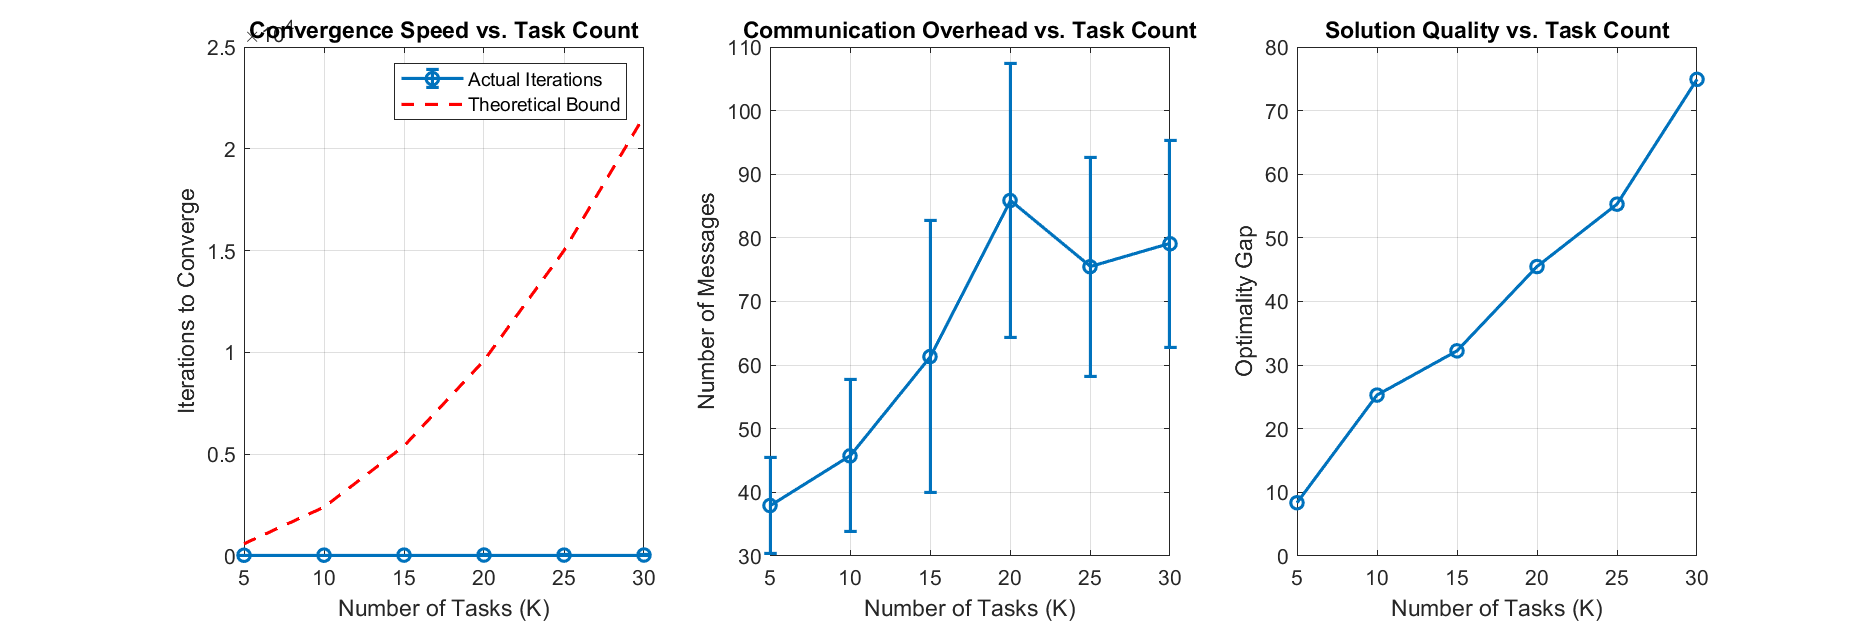 Convergence Speed vs. Task Count
×10⁴
2.5
2
1.5
1
0.5
0
5 10 15 20 25 30
Iterations to Converge
Number of Tasks (K)
Actual Iterations
Theoretical Bound
Communication Overhead vs. Task Count
110
100
90
80
70
60
50
40
30
5 10 15 20 25 30
Number of Messages
Number of Tasks (K)
Solution Quality vs. Task Count
80
70
60
50
40
30
20
10
0
5 10 15 20 25 30
Optimality Gap
Number of Tasks (K)